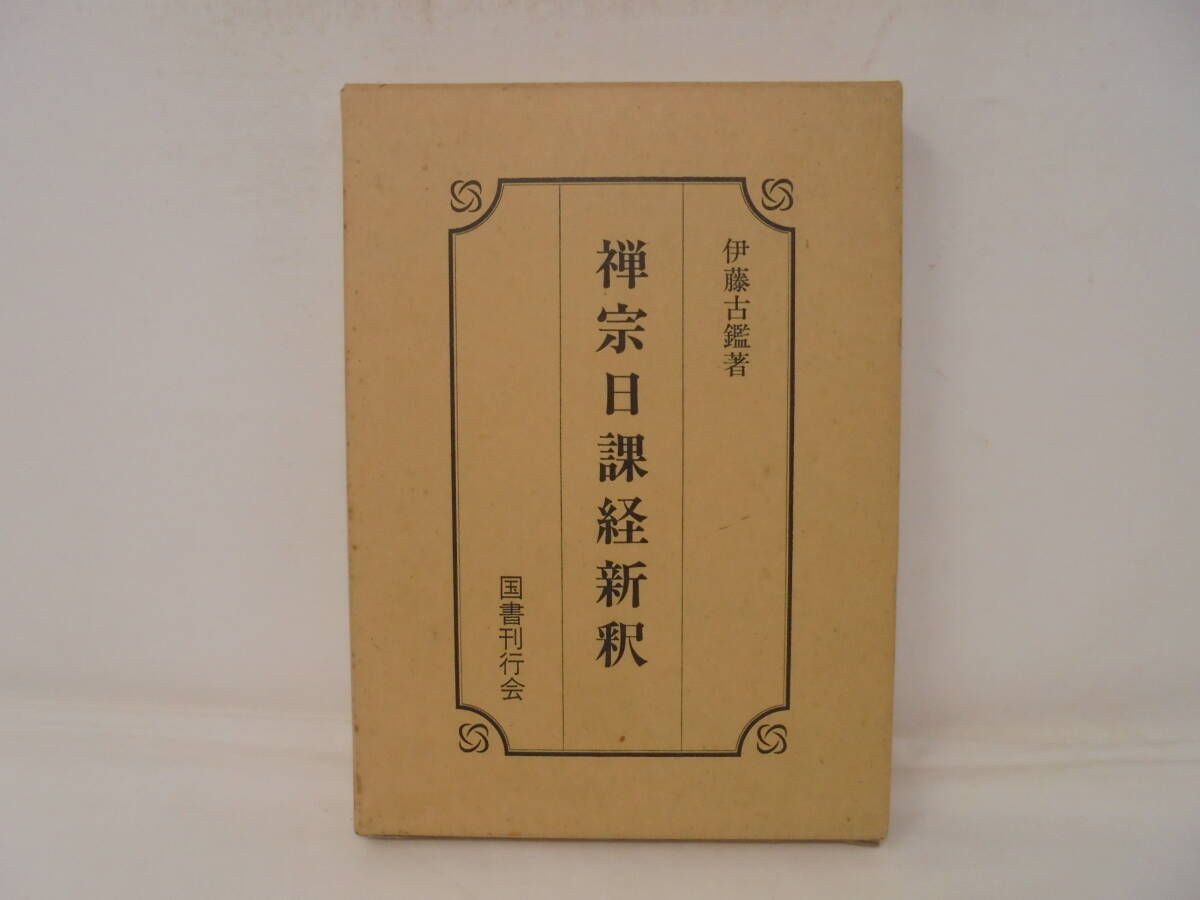 伊藤古鑑著
禅宗日課経新釈
国書刊行会